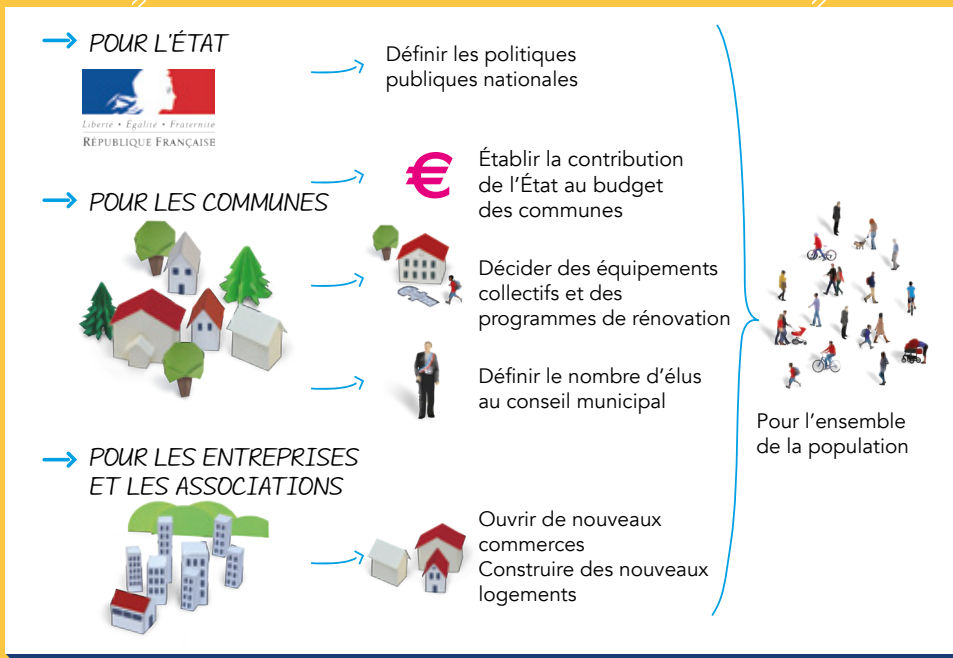 → POUR L'ÉTAT
Liberté • Égalité • Fraternité
RÉPUBLIQUE FRANÇAISE
Définir les politiques
publiques nationales
→ POUR LES COMMUNES
€
Établir la contribution
de l'État au budget
des communes
Décider des équipements
collectifs et des
programmes de rénovation
Définir le nombre d'élus
au conseil municipal
→ POUR LES ENTREPRISES
ET LES ASSOCIATIONS
Ouvrir de nouveaux
commerces
Construire des nouveaux
logements
Pour l'ensemble
de la population